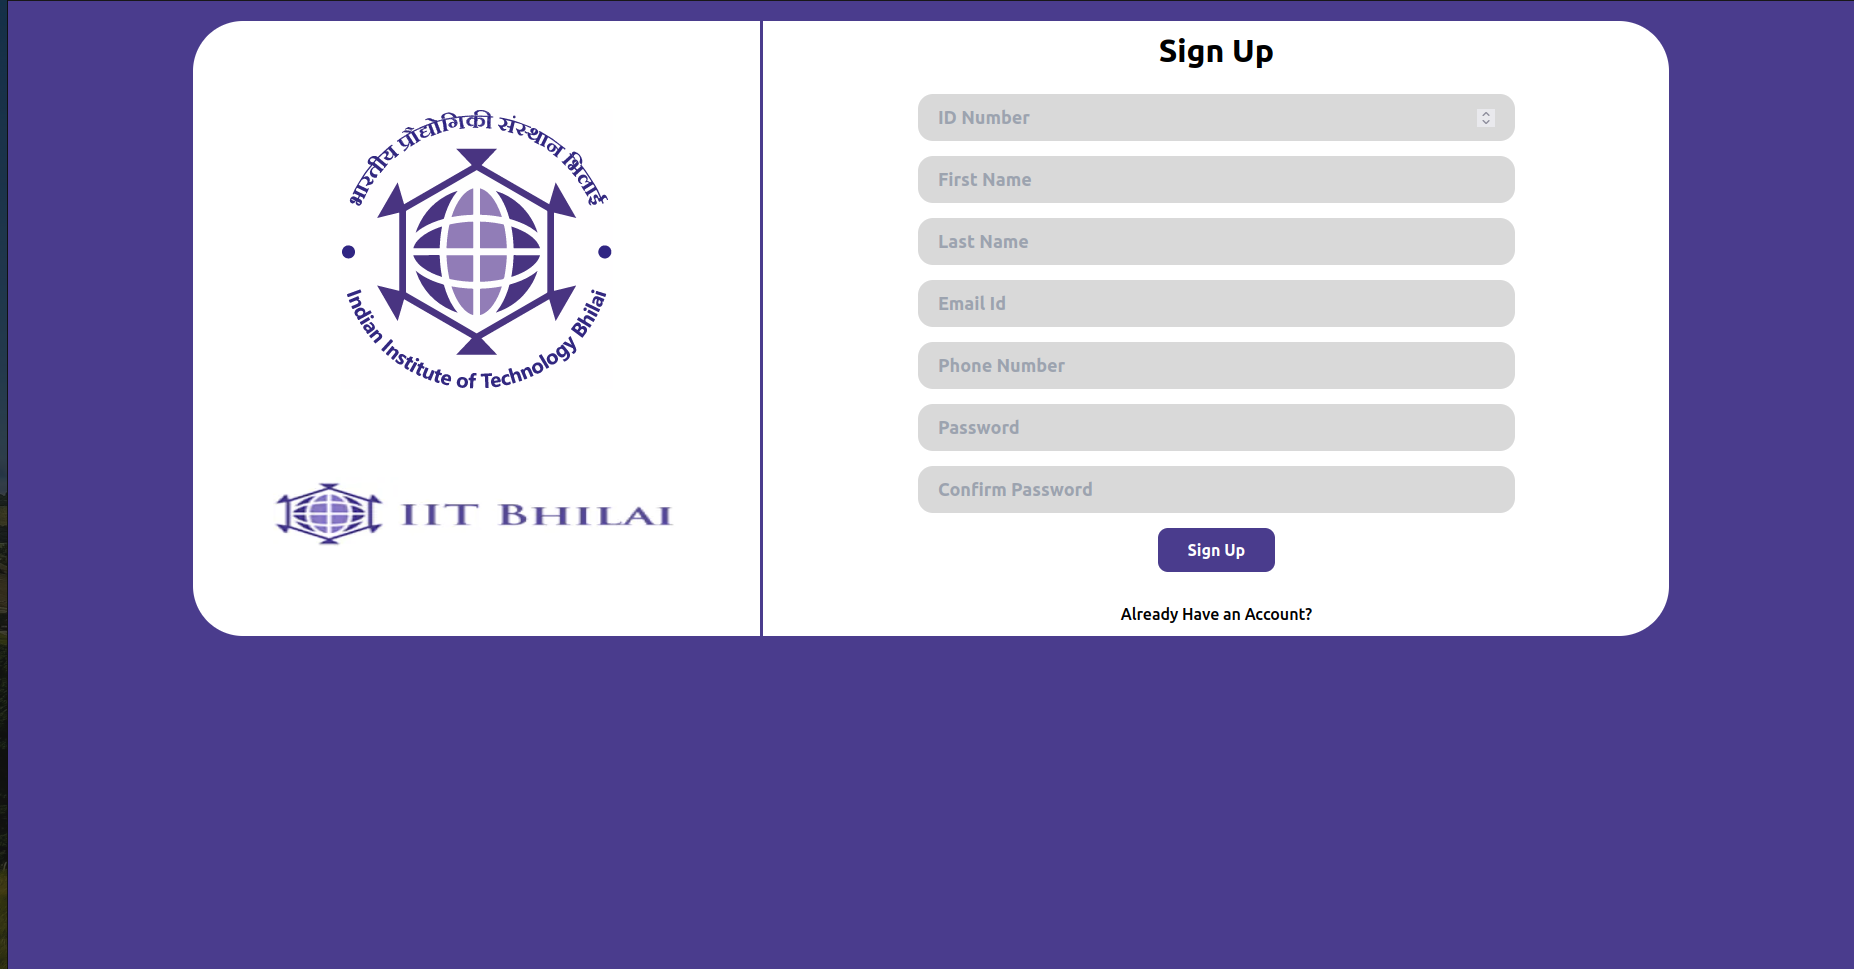 भारतीय प्रौद्योगिकी संस्थान भिलाई
Indian Institute of Technology Bhilai
IIT BHILAI
Sign Up
ID Number
First Name
Last Name
Email Id
Phone Number
Password
Confirm Password
Sign Up
Already Have an Account?